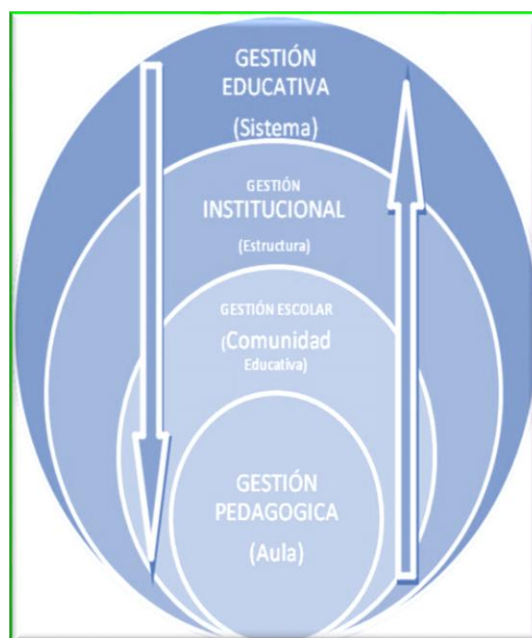 GESTIÓN
EDUCATIVA
(Sistema)
GESTIÓN
INSTITUCIONAL
(Estructura)
GESTIÓN ESCOLAR
(Comunidad
Educativa)
GESTIÓN
PEDAGOGICA
(Aula)